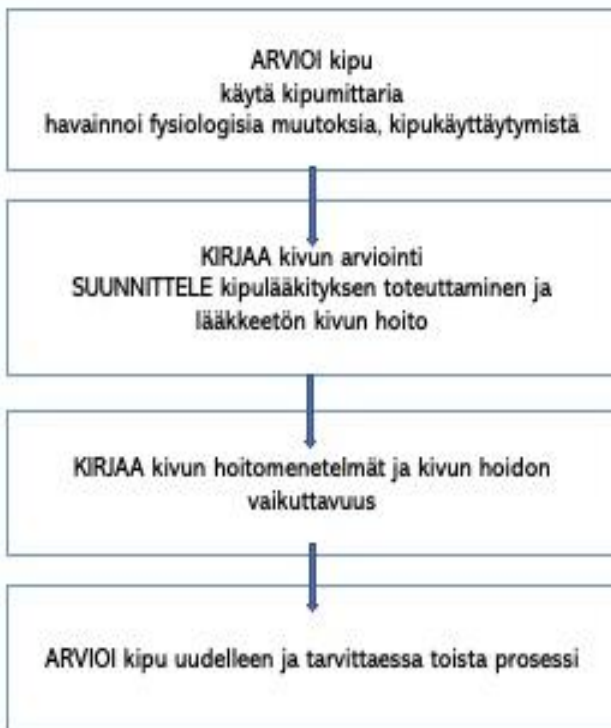 ARVIOI kipu
käytä kipumittaria
havainnoi fysiologisia muutoksia, kipukäyttäytymistä
KIRJAA kivun arviointi
SUUNNITTELE kipulääkityksen toteuttaminen ja
lääkkeetön kivun hoito
KIRJAA kivun hoitomenetelmät ja kivun hoidon
vaikuttavuus
ARVIOI kipu uudelleen ja tarvittaessa toista prosessi